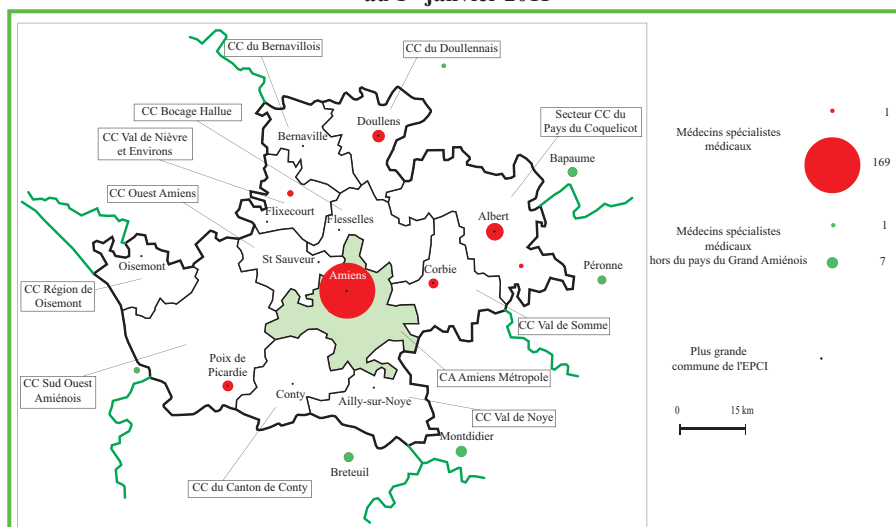 au 1er janvier 2011
CC du Bernavillois
CC du Doullennais
CC Bocage Hallue
Secteur CC du
Pays du Coquelicot
CC Val de Nièvre
et Environs
Bernaville
Doullens
Bapaume
CC Ouest Amiens
Flixecourt
Flesselles
Albert
Oisemont
St Sauveur
Amiens
Corbie
Péronne
CC Région de
Oisemont
CC Val de Somme
Poix de
Picardie
CC Sud Ouest
Amiénois
CA Amiens Métropole
Conty
Ailly-sur-Noye
CC Val de Noye
Montdidier
Breteuil
CC du Canton de Conty
Médecins spécialistes
médicaux
1
169
Médecins spécialistes
médicaux
hors du pays du Grand Amiénois
1
7
Plus grande
commune de l'EPCI
0 15 km